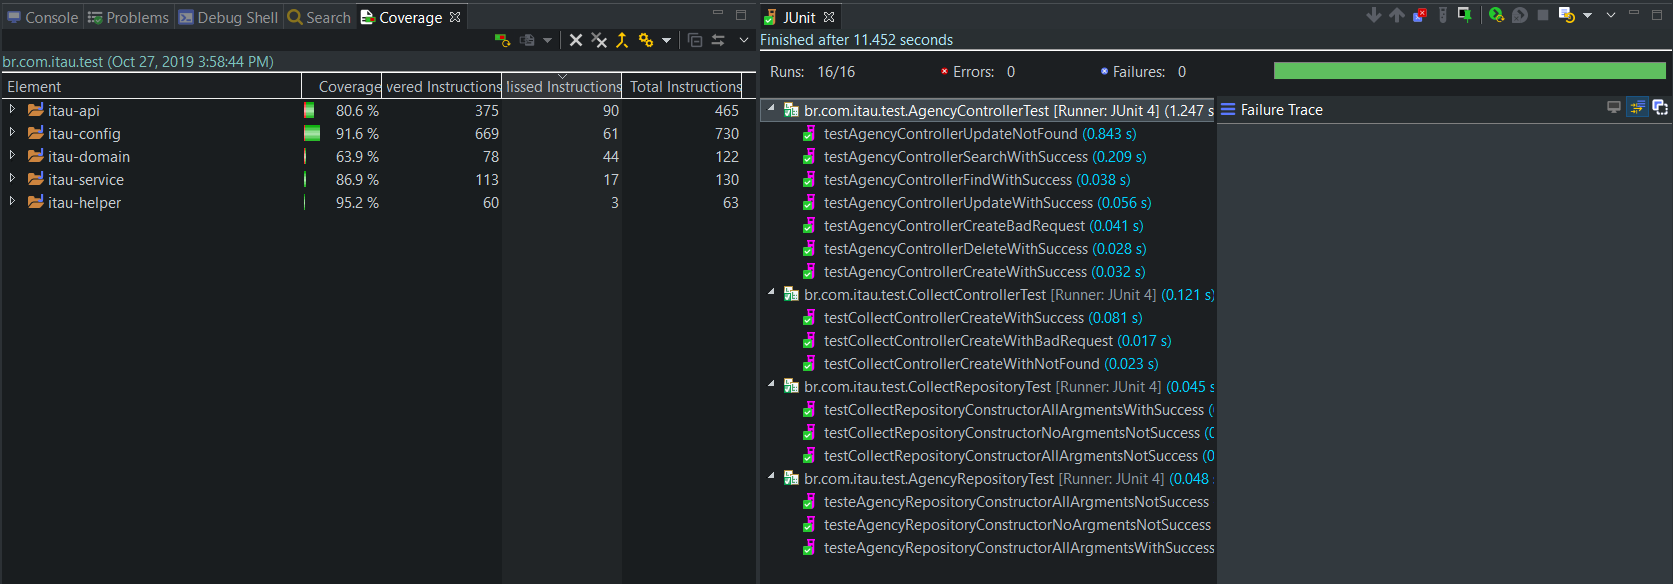 Console Problems Debug Shell Search Coverage
br.com.itau.test (Oct 27, 2019 3:58:44 PM)
Element Coverage vered Instructions lissed Instructions Total Instructions
itau-api 80.6 % 375 90 465
itau-config 91.6 % 669 61 730
itau-domain 63.9 % 78 44 122
itau-service 86.9 % 113 17 130
itau-helper 95.2 % 60 3 63
JUnit
Finished after 11.452 seconds
Runs: 16/16 Errors: 0 Failures: 0
br.com.itau.test.AgencyControllerTest [Runner: JUnit 4] (1.247 s
testAgencyControllerUpdateNotFound (0.843 s)
testAgencyControllerSearchWithSuccess (0.209 s)
testAgencyControllerFindWithSuccess (0.038 s)
testAgencyControllerUpdateWithSuccess (0.056 s)
testAgencyControllerCreateBadRequest (0.041 s)
testAgencyControllerDeleteWithSuccess (0.028 s)
testAgencyControllerCreateWithSuccess (0.032 s)
br.com.itau.test.CollectControllerTest [Runner: JUnit 4] (0.121 s)
testCollectControllerCreateWithSuccess (0.081 s)
testCollectControllerCreateWithBadRequest (0.017 s)
testCollectControllerCreateWithNotFound (0.023 s)
br.com.itau.test.CollectRepositoryTest [Runner: JUnit 4] (0.045 s
testCollectRepositoryConstructorAllArgmentsWithSuccess (
testCollectRepositoryConstructorNoArgmentsNotSuccess (0
testCollectRepositoryConstructorAllArgmentsNotSuccess (0
br.com.itau.test.AgencyRepositoryTest [Runner: JUnit 4] (0.048
testeAgencyRepositoryConstructorAllArgmentsNotSuccess
testeAgencyRepositoryConstructorNoArgmentsNotSuccess
testeAgencyRepositoryConstructorAllArgmentsWithSuccess
Failure Trace